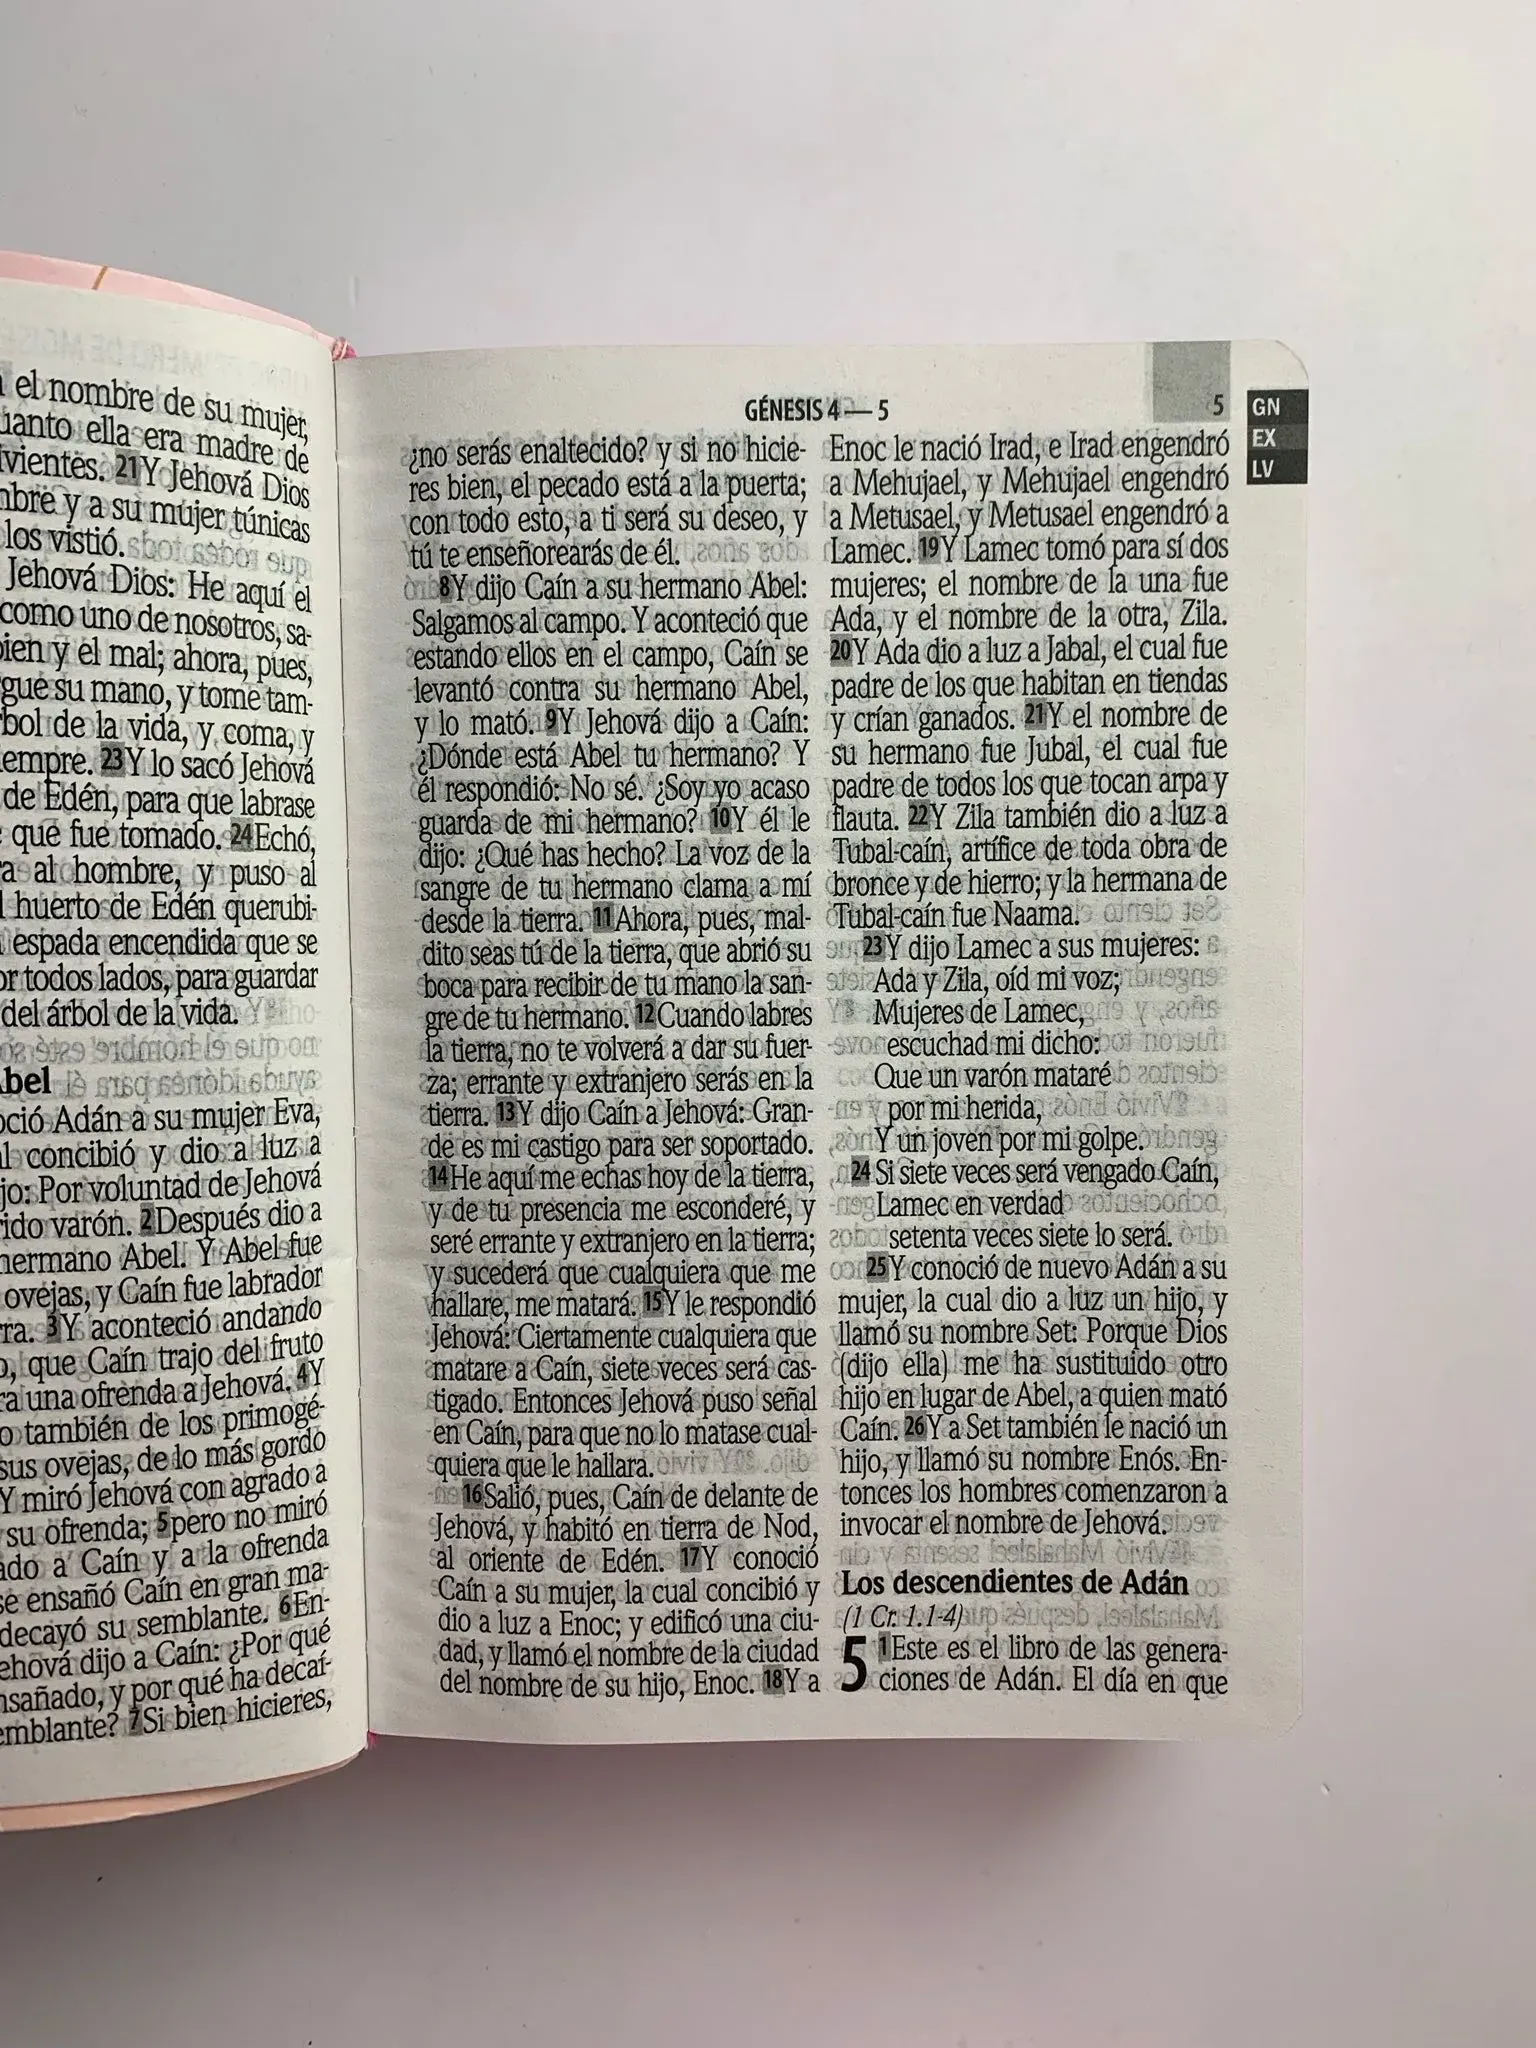 el nombre de su mujer,
ella era madre de
21Y Jehová Dios
y a su mujer túnicas
los vistió.
Jehová Dios: He aquí el
como uno de nosotros, sa-
y el mal; ahora, pues,
su mano, y tome tam-
de la vida, y coma, y
23Y lo sacó Jehová
de Edén, para que labrase
que fue tomado. 24Echó,
al hombre, y puso al
huerto de Edén querubi-
espada encendida que se
todos lados, para guardar
del árbol de la vida.
Adán a su mujer Eva,
concibió y dio a luz a
Por voluntad de Jehová
varón. 2Después dio a
hermano Abel. Y Abel fue
ovejas, y Caín fue labrador
3Y aconteció andando
que Caín trajo del fruto
una ofrenda a Jehová. 4Y
también de los primogé-
sus ovejas, de lo más gordo
Y miró Jehová con agrado a
su ofrenda; 5pero no miró
a Caín y a la ofrenda
se ensañó Caín en gran ma-
decayó su semblante. 6En-
dijo a Caín: ¿Por qué
y por qué ha decaí-
7Si bien hicieres,
GÉNESIS 4 — 5
5
GN
EX
LV
¿no serás enaltecido? y si no hicie-
res bien, el pecado está a la puerta;
con todo esto, a ti será su deseo, y
tú te enseñorearás de él.
8Y dijo Caín a su hermano Abel:
Salgamos al campo. Y aconteció que
estando ellos en el campo, Caín se
levantó contra su hermano Abel,
y lo mató. 9Y Jehová dijo a Caín:
¿Dónde está Abel tu hermano? Y
él respondió: No sé. ¿Soy yo acaso
guarda de mi hermano? 10Y él le
dijo: ¿Qué has hecho? La voz de la
sangre de tu hermano clama a mí
desde la tierra. 11Ahora, pues, mal-
dito seas tú de la tierra, que abrió su
boca para recibir de tu mano la san-
gre de tu hermano. 12Cuando labres
la tierra, no te volverá a dar su fuer-
za; errante y extranjero serás en la
tierra. 13Y dijo Caín a Jehová: Gran-
de es mi castigo para ser soportado.
14He aquí me echas hoy de la tierra,
y de tu presencia me esconderé, y
seré errante y extranjero en la tierra;
y sucederá que cualquiera que me
hallare, me matará. 15Y le respondió
Jehová: Ciertamente cualquiera que
matare a Caín, siete veces será cas-
tigado. Entonces Jehová puso señal
en Caín, para que no lo matase cual-
quiera que le hallara.
16Salió, pues, Caín de delante de
Jehová, y habitó en tierra de Nod,
al oriente de Edén. 17Y conoció
Caín a su mujer, la cual concibió y
dio a luz a Enoc; y edificó una ciu-
dad, y llamó el nombre de la ciudad
del nombre de su hijo, Enoc. 18Y a
Enoc le nació Irad, e Irad engendró
a Mehujael, y Mehujael engendró
a Metusael, y Metusael engendró a
Lamec. 19Y Lamec tomó para sí dos
mujeres; el nombre de la una fue
Ada, y el nombre de la otra, Zila.
20Y Ada dio a luz a Jabal, el cual fue
padre de los que habitan en tiendas
y crían ganados. 21Y el nombre de
su hermano fue Jubal, el cual fue
padre de todos los que tocan arpa y
flauta. 22Y Zila también dio a luz a
Tubal-caín, artífice de toda obra de
bronce y de hierro; y la hermana de
Tubal-caín fue Naama.
23Y dijo Lamec a sus mujeres:
Ada y Zila, oíd mi voz;
Mujeres de Lamec,
escuchad mi dicho:
Que un varón mataré
por mi herida,
Y un joven por mi golpe.
24Si siete veces será vengado Caín,
Lamec en verdad
setenta veces siete lo será.
25Y conoció de nuevo Adán a su
mujer, la cual dio a luz un hijo, y
llamó su nombre Set: Porque Dios
(dijo ella) me ha sustituido otro
hijo en lugar de Abel, a quien mató
Caín. 26Y a Set también le nació un
hijo, y llamó su nombre Enós. En-
tonces los hombres comenzaron a
invocar el nombre de Jehová.
Los descendientes de Adán
(1 Cr. 1.1-4)
5 1Este es el libro de las genera-
ciones de Adán. El día en que